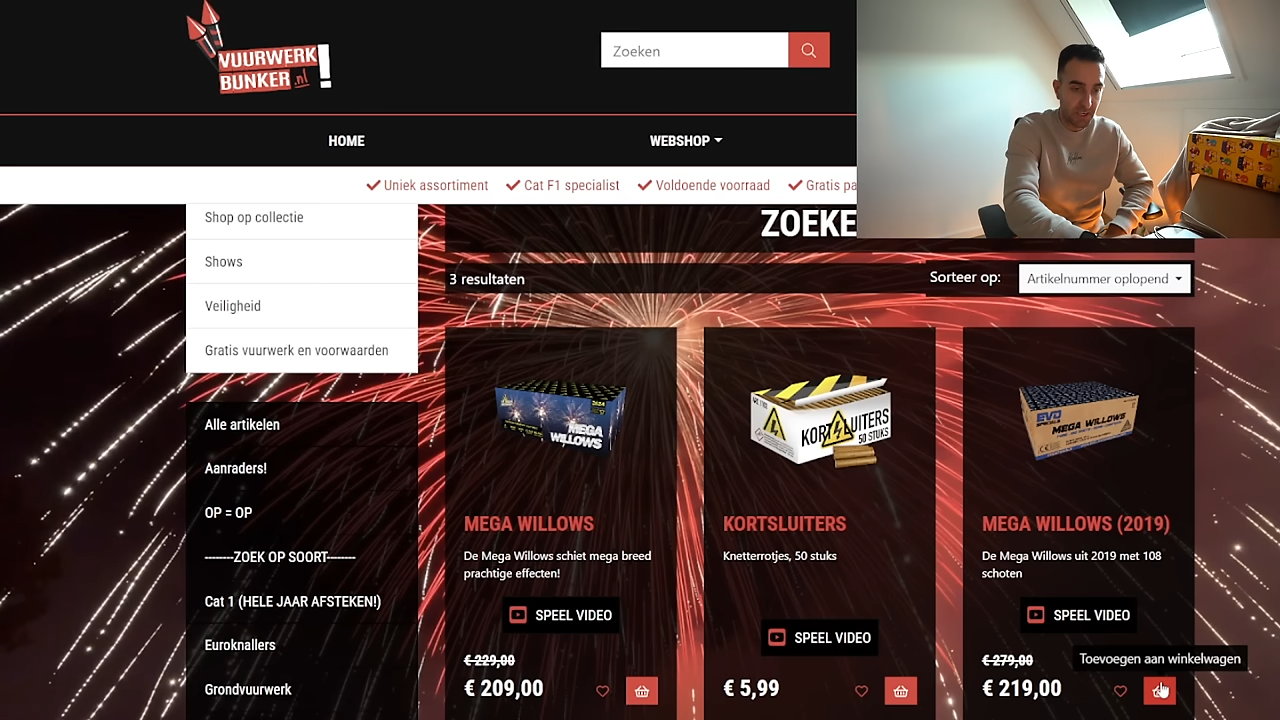 VUURWERK
BUNKER.nl
Zoeken
HOME
WEBSHOP
Uniek assortiment
Cat F1 specialist
Voldoende voorraad
Gratis pa
Shop op collectie
Shows
Veiligheid
Gratis vuurwerk en voorwaarden
ZOEKE
3 resultaten
Sorteer op:
Artikelnummer oplopend
Alle artikelen
Aanraders!
OP = OP
--------ZOEK OP SOORT--------
Cat 1 (HELE JAAR AFSTEKEN!)
Euroknallers
Grondvuurwerk
MEGA
WILLOWS
MEGA WILLOWS
De Mega Willows schiet mega breed
prachtige effecten!
SPEEL VIDEO
€ 229,00
€ 209,00
KORTSLUITERS
50 STUKS
KORTSLUITERS
Knetterrotjes, 50 stuks
SPEEL VIDEO
€ 5,99
EVO
MEGA WILLOWS
MEGA WILLOWS (2019)
De Mega Willows uit 2019 met 108
schoten
SPEEL VIDEO
€ 279,00
Toevoegen aan winkelwagen
€ 219,00